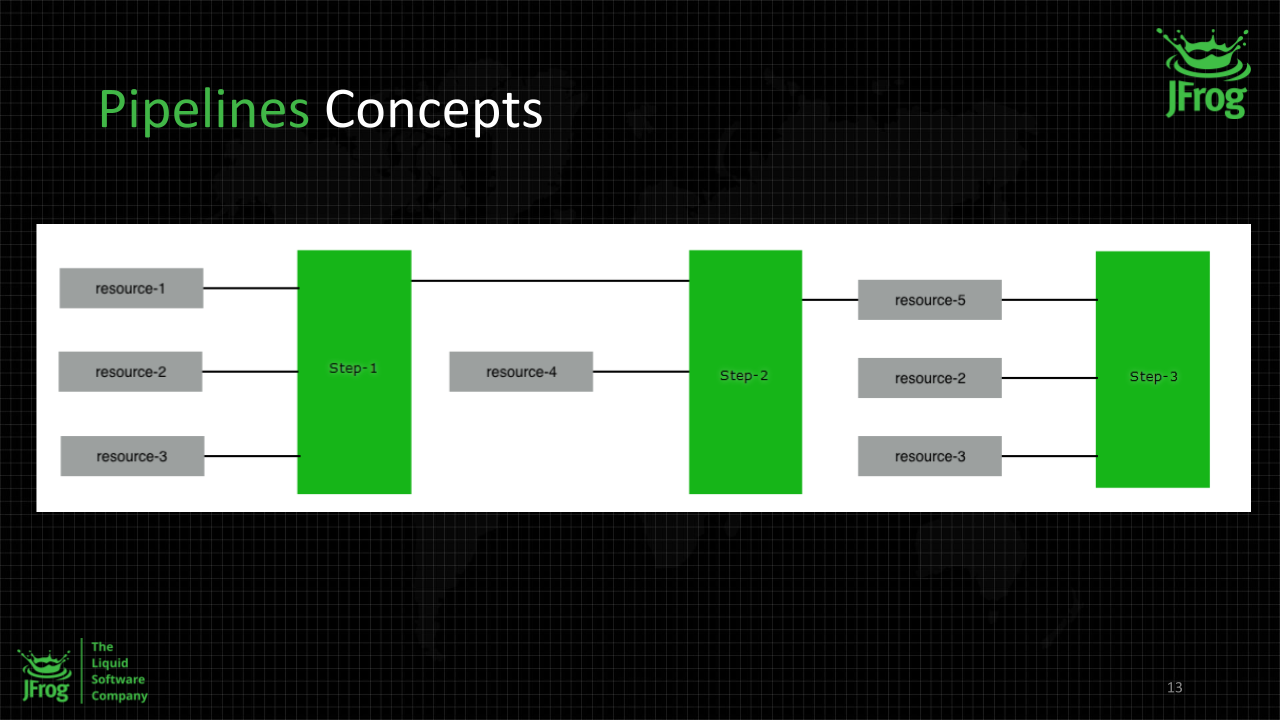 Pipelines Concepts
JFrog
resource-1
resource-2
resource-3
Step-1
resource-4
Step-2
resource-5
resource-2
resource-3
Step-3
JFrog
The
Liquid
Software
Company
13